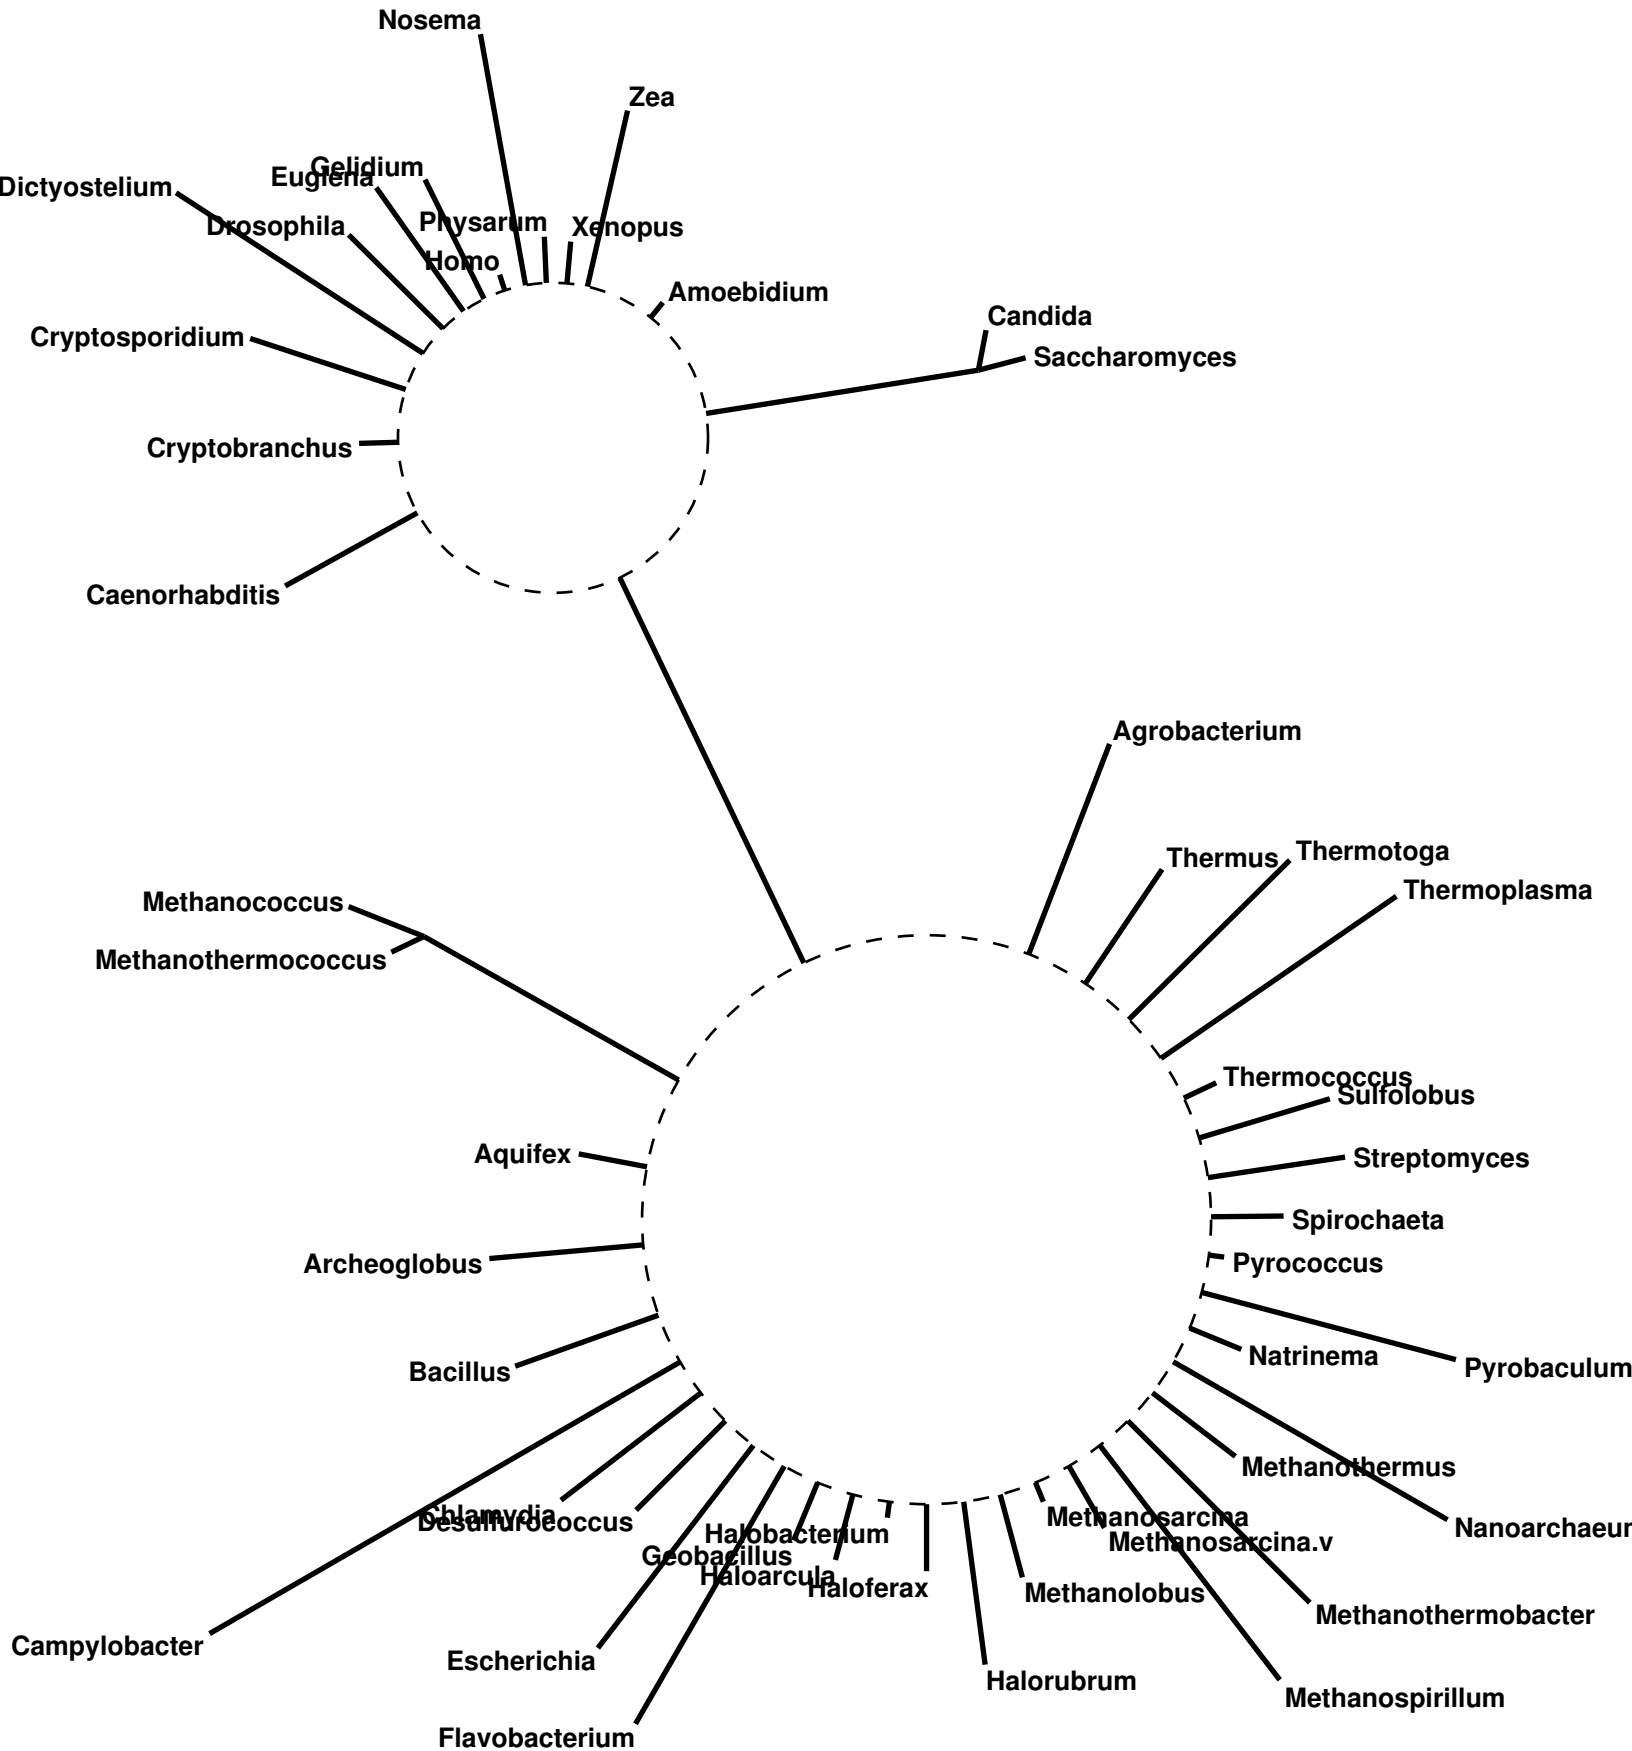 Nosema
Zea
Gelidium
Euglena
Dictyostelium
Drosophila
Physarum
Xenopus
Homo
Amoebidium
Candida
Cryptosporidium
Saccharomyces
Cryptobranchus
Caenorhabditis
Agrobacterium
Thermus
Thermotoga
Thermoplasma
Methanococcus
Methanothermococcus
Thermococcus
Sulfolobus
Aquifex
Streptomyces
Spirochaeta
Archeoglobus
Pyrococcus
Natrinema
Pyrobaculum
Bacillus
Methanothermus
Chlamydia
Desulfurococcus
Methanosarcina
Nanoarchaeur
Halobacterium
Methanosarcina.v
Geobacillus
Haloarcula
Haloferax
Methanolobus
Methanothermobacter
Campylobacter
Escherichia
Halorubrum
Methanospirillum
Flavobacterium